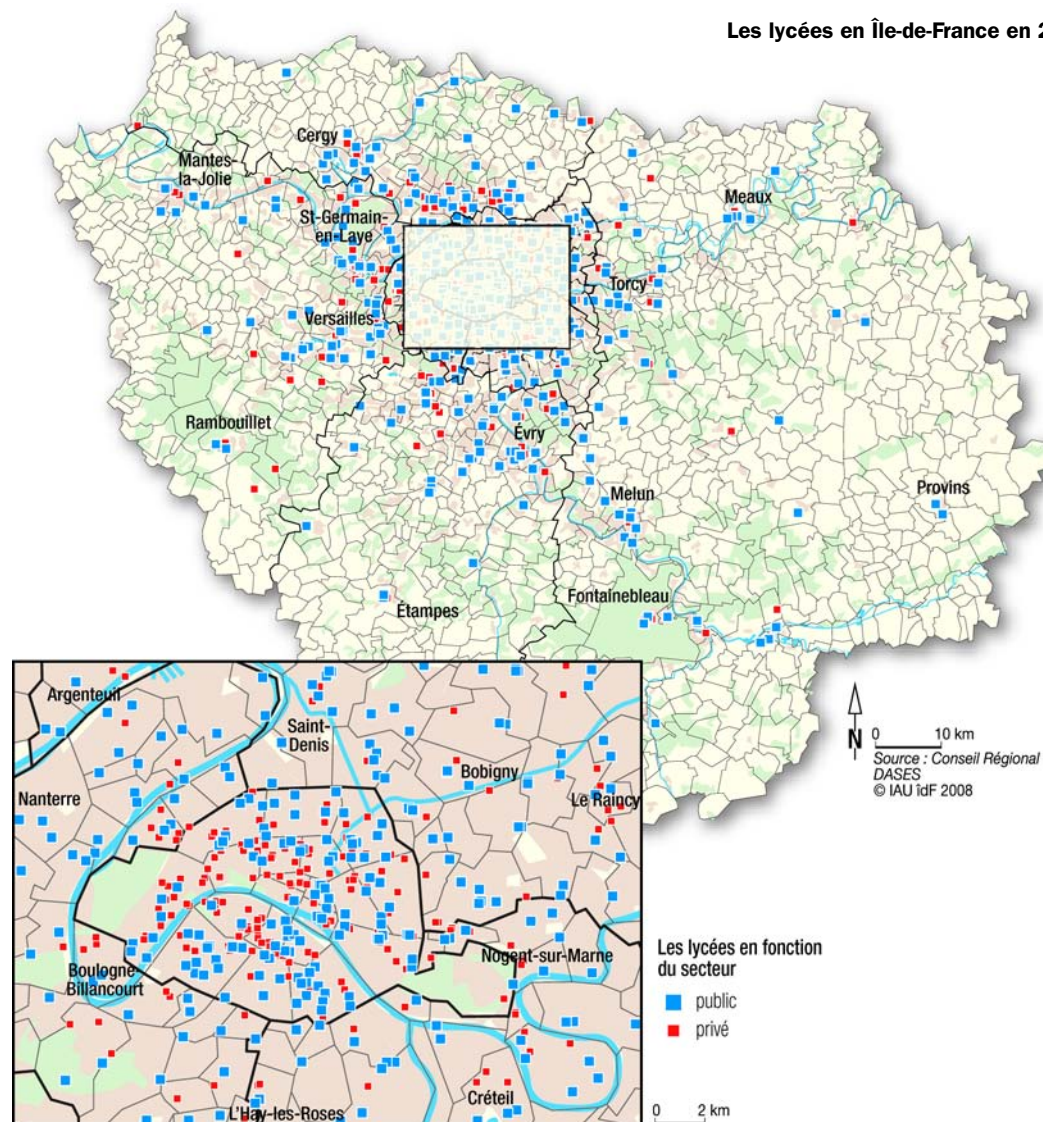 Les lycées en Île-de-France en 2
Cergy
Mantes-
la-Jolie
Meaux
St-Germain-
en-Laye
Torcy
Versailles
Rambouillet
Évry
Melun
Provins
Étampes
Fontainebleau
Argenteuil
Saint-
Denis
Bobigny
Nanterre
Le Raincy
Nogent-sur-Marne
Boulogne-
Billancourt
Créteil
L'Hay-les-Roses
N
0 10 km
Source : Conseil Régional
DASES
© IAU îdF 2008
Les lycées en fonction
du secteur
public
privé
0 2 km